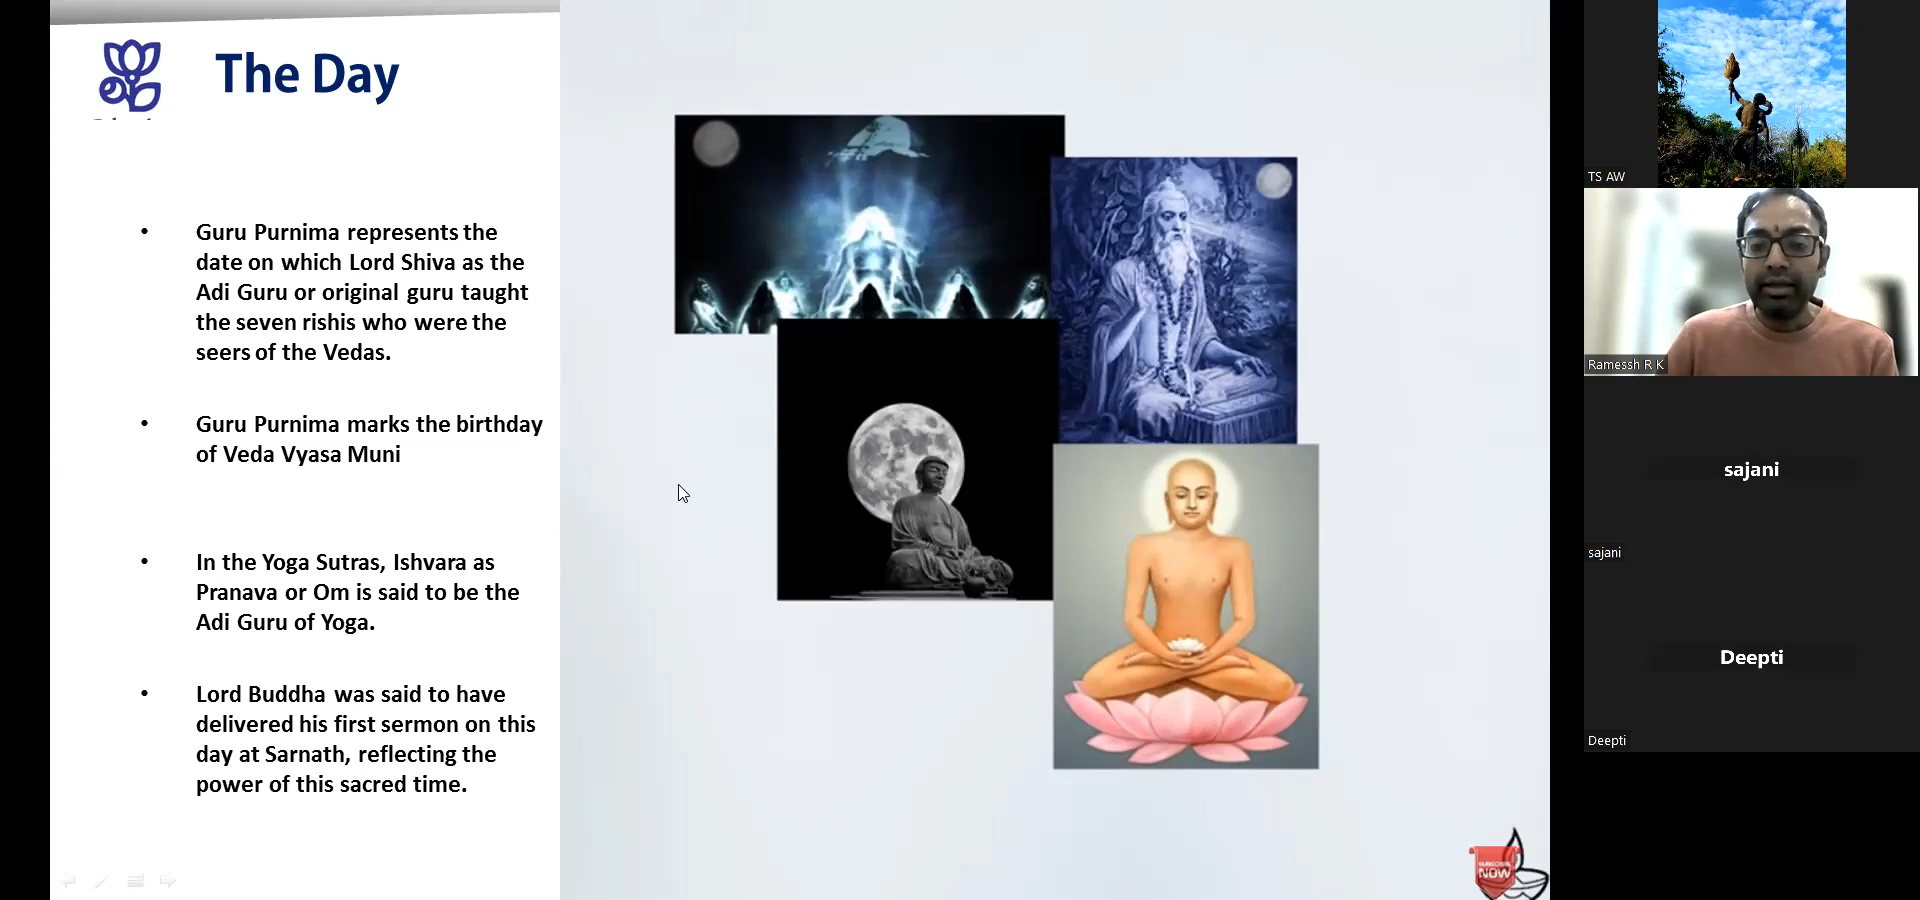 The Day
• Guru Purnima represents the
date on which Lord Shiva as the
Adi Guru or original guru taught
the seven rishis who were the
seers of the Vedas.
• Guru Purnima marks the birthday
of Veda Vyasa Muni
• In the Yoga Sutras, Ishvara as
Pranava or Om is said to be the
Adi Guru of Yoga.
• Lord Buddha was said to have
delivered his first sermon on this
day at Sarnath, reflecting the
power of this sacred time.
SUBSCRIBE
NOW
TS AW
Ramessh R K
sajani
sajani
Deepti
Deepti